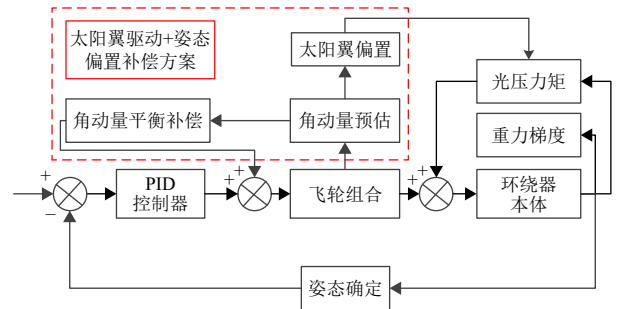 太阳翼驱动+姿态
偏置补偿方案
太阳翼偏置
光压力矩
角动量平衡补偿
角动量预估
重力梯度
+
−
PID
控制器
+
+
飞轮组合
+
+
环绕器
本体
姿态确定